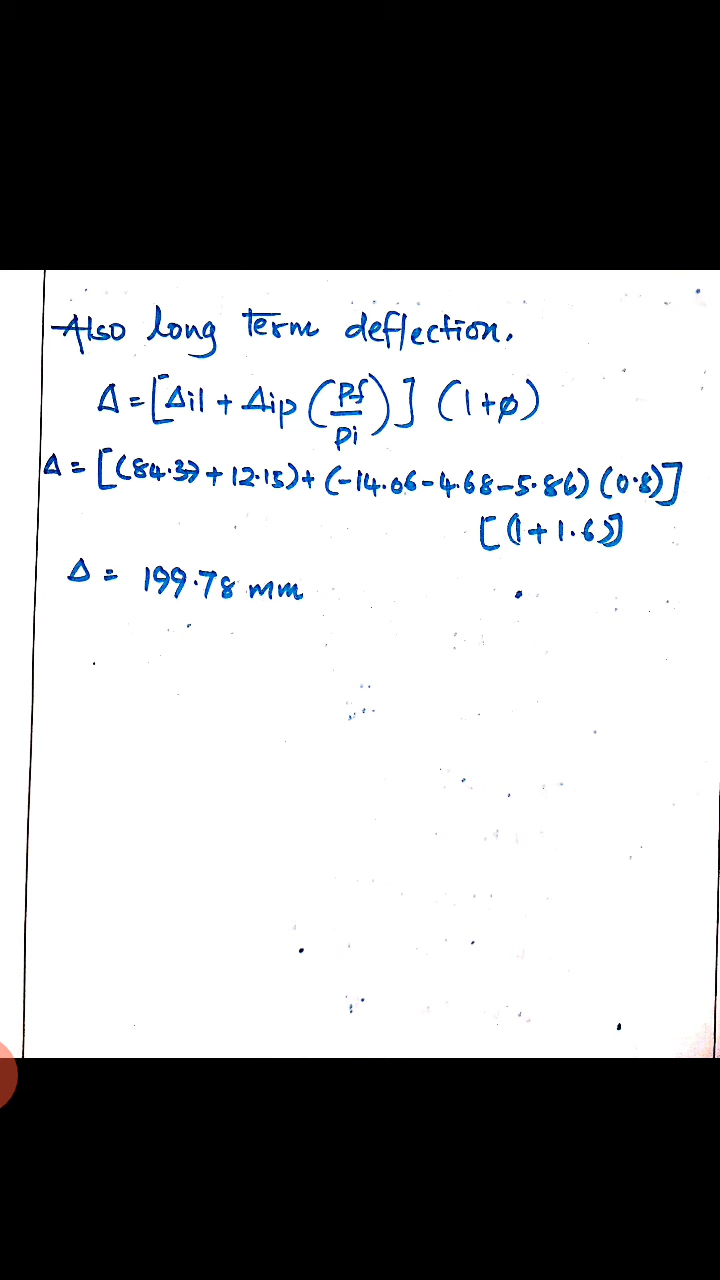 Also long term deflection.
Δ = [Δil + Δip (Pf/Pi)] (1+φ)
Δ = [(84.37 + 12.15) + (-14.06 - 4.68 - 5.86) (0.8)]
[(1 + 1.6)]
Δ = 199.78 mm